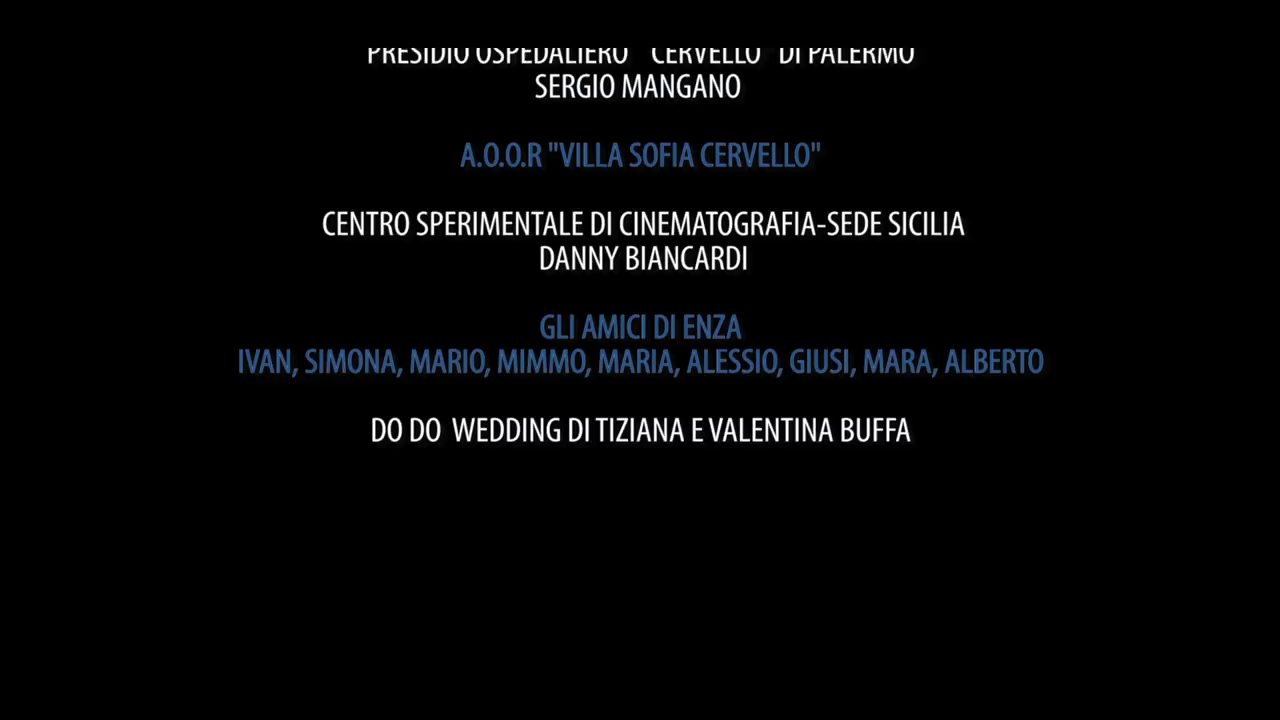 PRESIDIO OSPEDALIERO "CERVELLO" DI PALERMO
SERGIO MANGANO
A.O.O.R "VILLA SOFIA CERVELLO"
CENTRO SPERIMENTALE DI CINEMATOGRAFIA-SEDE SICILIA
DANNY BIANCARDI
GLI AMICI DI ENZA
IVAN, SIMONA, MARIO, MIMMO, MARIA, ALESSIO, GIUSI, MARA, ALBERTO
DO DO  WEDDING DI TIZIANA E VALENTINA BUFFA